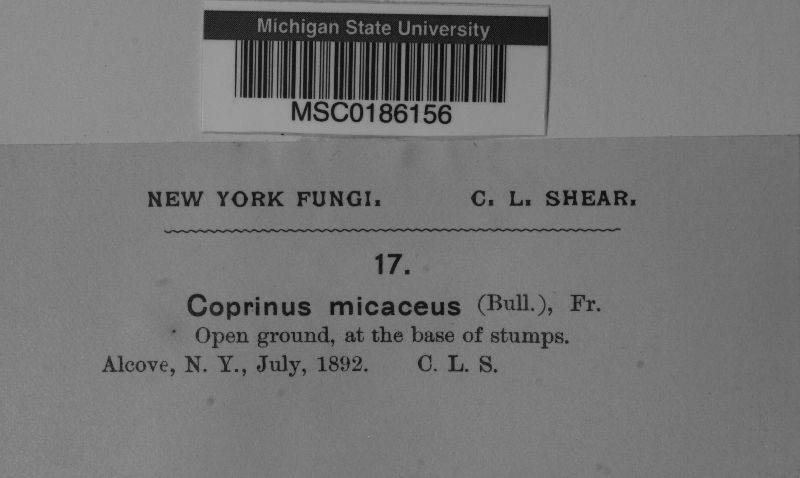 Michigan State University
MSC0186156
NEW YORK FUNGI. C. L. SHEAR.
17.
Coprinus micaceus (Bull.), Fr.
Open ground, at the base of stumps.
Alcove, N. Y., July, 1892. C. L. S.